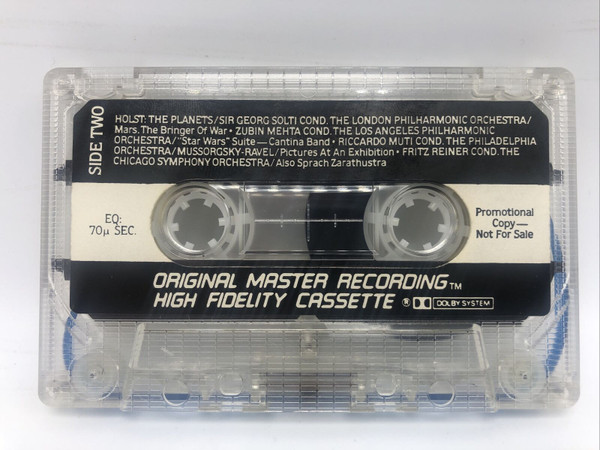 SIDE TWO
HOLST: THE PLANETS/SIR GEORG SOLTI COND. THE LONDON PHILHARMONIC ORCHESTRA/
Mars, The Bringer Of War • ZUBIN MEHTA COND. THE LOS ANGELES PHILHARMONIC
ORCHESTRA/"Star Wars" Suite — Cantina Band • RICCARDO MUTI COND. THE PHILADELPHIA
ORCHESTRA/MUSSORGSKY-RAVEL/Pictures At An Exhibition • FRITZ REINER COND. THE
CHICAGO SYMPHONY ORCHESTRA/Also Sprach Zarathustra
EQ:
70µ SEC.
Promotional
Copy—
Not For Sale
ORIGINAL MASTER RECORDING™
HIGH FIDELITY CASSETTE ® DOLBY SYSTEM